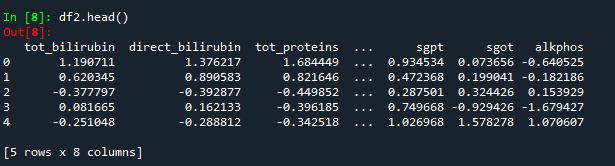 In [8]: df2.head()
Out[8]:
tot_bilirubin direct_bilirubin tot_proteins ... sgpt sgot alkphos
0 1.190711 1.376217 1.684449 ... 0.934534 0.073656 -0.640525
1 0.620345 0.890583 0.821646 ... 0.472368 0.199041 -0.182186
2 -0.377797 -0.392877 -0.449852 ... 0.287501 0.324426 0.153929
3 0.081665 0.162133 -0.396185 ... 0.749668 -0.929426 -1.679427
4 -0.251048 -0.288812 -0.342518 ... 1.026968 1.578278 1.070607
[5 rows x 8 columns]